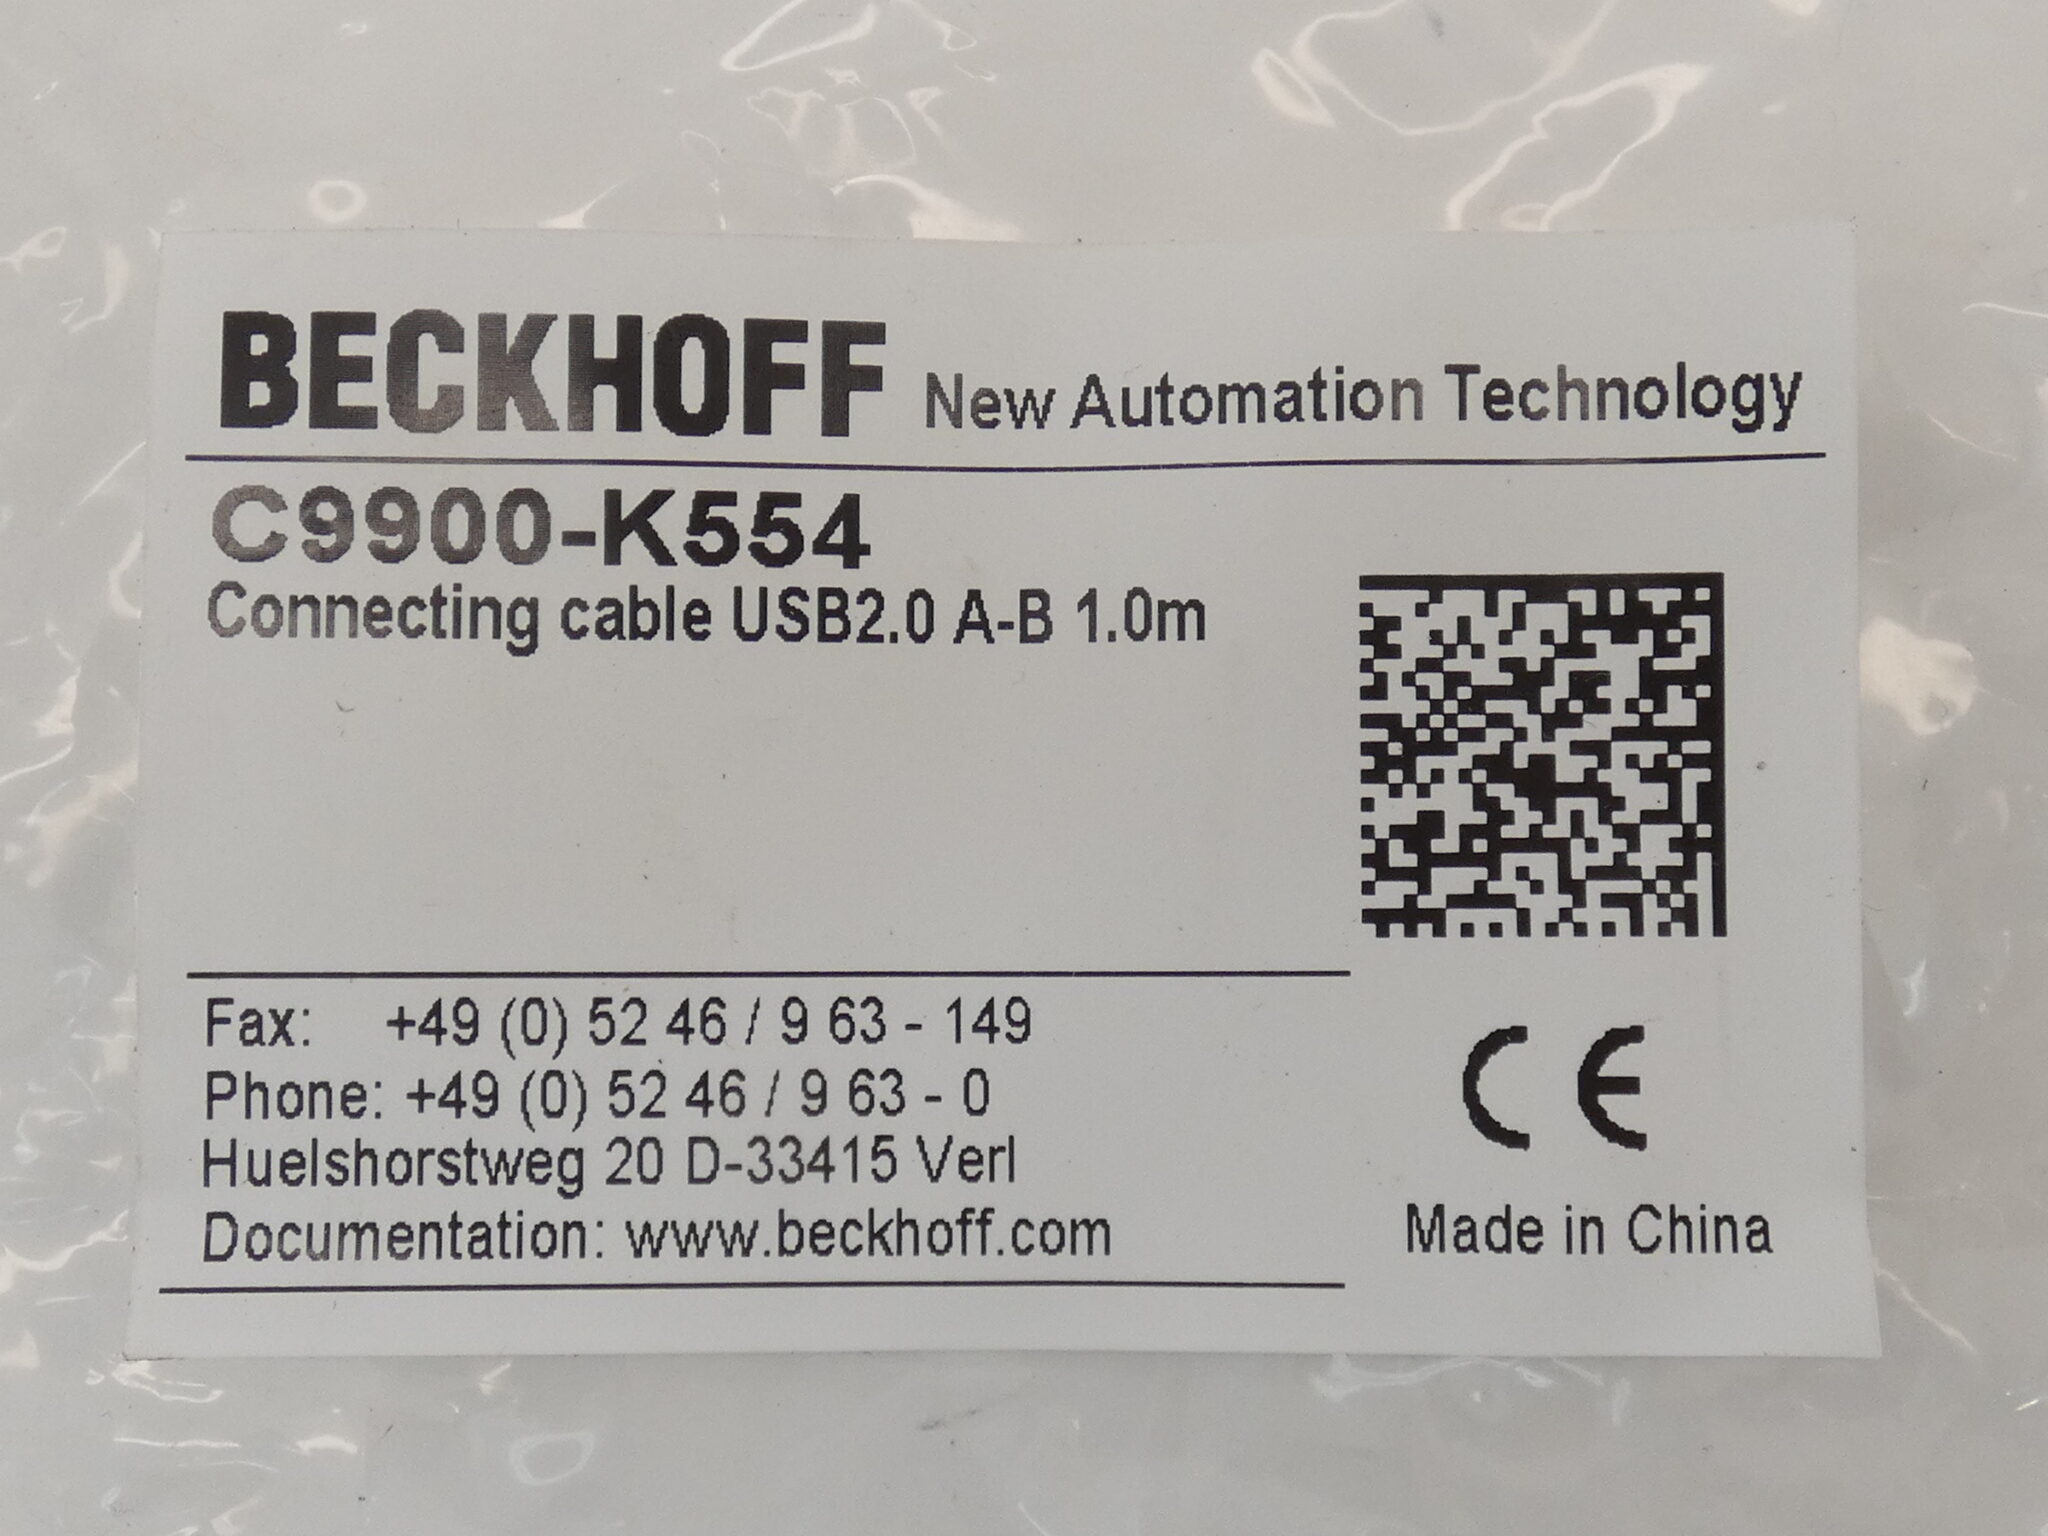 BECKHOFF New Automation Technology
C9900-K554
Connecting cable USB2.0 A-B 1.0m
Fax: +49 (0) 52 46 / 9 63 - 149
Phone: +49 (0) 52 46 / 9 63 - 0
Huelshorstweg 20 D-33415 Verl
Documentation: www.beckhoff.com
CE
Made in China